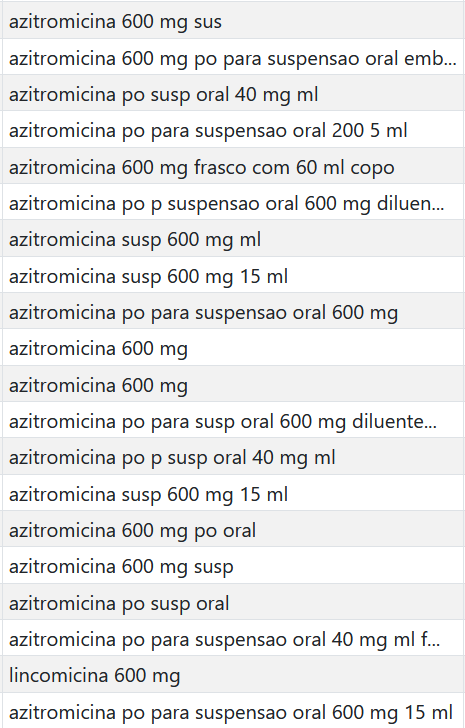 azitromicina 600 mg sus
azitromicina 600 mg po para suspensao oral emb...
azitromicina po susp oral 40 mg ml
azitromicina po para suspensao oral 200 5 ml
azitromicina 600 mg frasco com 60 ml copo
azitromicina po p suspensao oral 600 mg diluen...
azitromicina susp 600 mg ml
azitromicina susp 600 mg 15 ml
azitromicina po para suspensao oral 600 mg
azitromicina 600 mg
azitromicina 600 mg
azitromicina po para susp oral 600 mg diluente...
azitromicina po p susp oral 40 mg ml
azitromicina susp 600 mg 15 ml
azitromicina 600 mg po oral
azitromicina 600 mg susp
azitromicina po susp oral
azitromicina po para suspensao oral 40 mg ml f...
lincomicina 600 mg
azitromicina po para suspensao oral 600 mg 15 ml